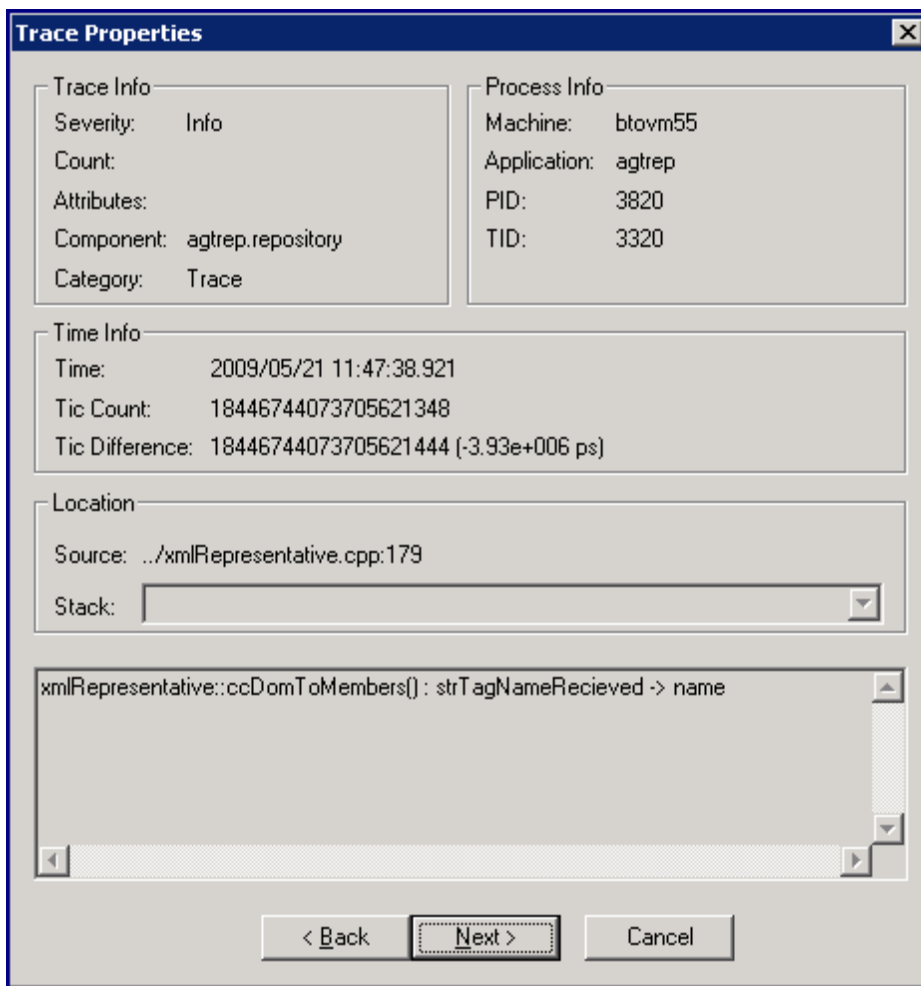 Trace Properties
Trace Info
Severity: Info
Count:
Attributes:
Component: agtrep.repository
Category: Trace
Process Info
Machine: btovm55
Application: agtrep
PID: 3820
TID: 3320
Time Info
Time: 2009/05/21 11:47:38.921
Tic Count: 18446744073705621348
Tic Difference: 18446744073705621444 (-3.93e+006 ps)
Location
Source: ../xmlRepresentative.cpp:179
Stack:
xmlRepresentative::ccDomToMembers() : strTagNameRecieved -> name
< Back
Next >
Cancel